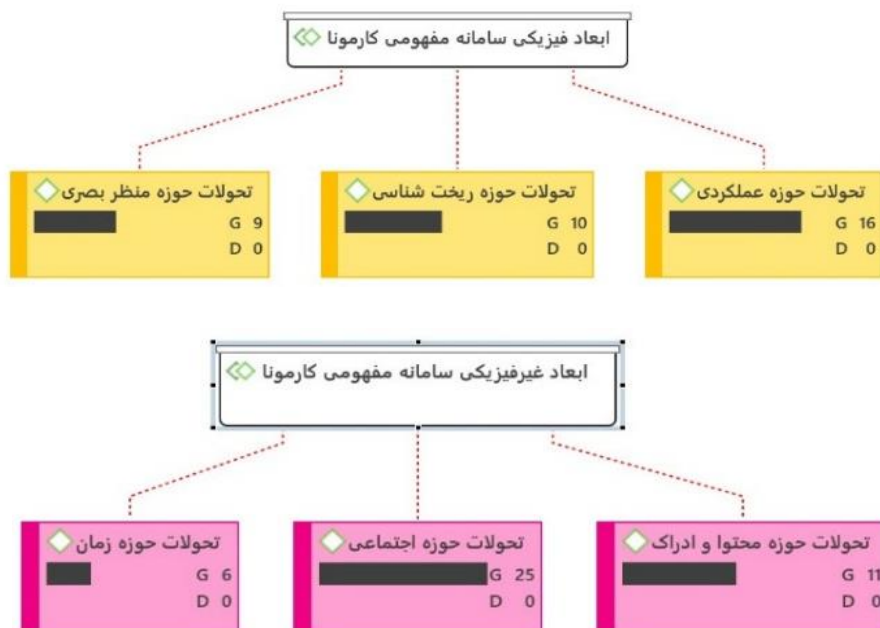 ابعاد فیزیکی سامانه مفهومی کارمونا
تحولات حوزه عملکردی
G 16
D 0
تحولات حوزه ریخت شناسی
G 10
D 0
تحولات حوزه منظر بصری
G 9
D 0
ابعاد غیرفیزیکی سامانه مفهومی کارمونا
تحولات حوزه محتوا و ادراک
G 11
D 0
تحولات حوزه اجتماعی
G 25
D 0
تحولات حوزه زمان
G 6
D 0